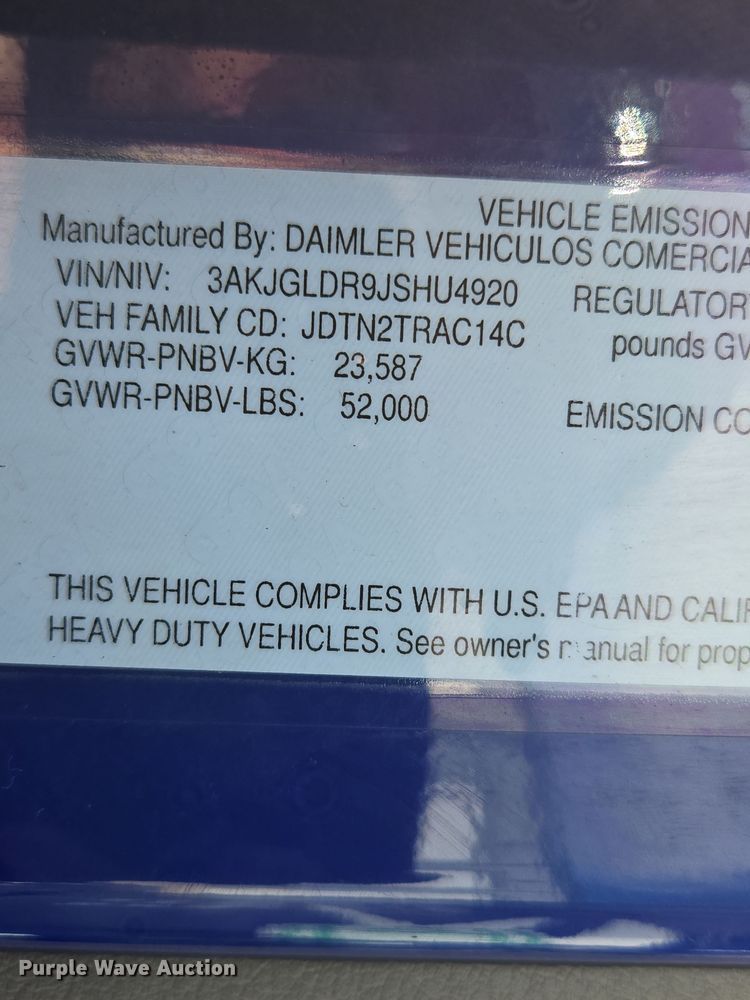 VEHICLE EMISSION
Manufactured By: DAIMLER VEHICULOS COMERCIA
VIN/NIV: 3AKJGLDR9JSHU4920 REGULATOR
VEH FAMILY CD: JDTN2TRAC14C pounds GV
GVWR-PNBV-KG: 23,587
GVWR-PNBV-LBS: 52,000 EMISSION CO
THIS VEHICLE COMPLIES WITH U.S. EPA AND CALIF
HEAVY DUTY VEHICLES. See owner's manual for prop
Purple Wave Auction